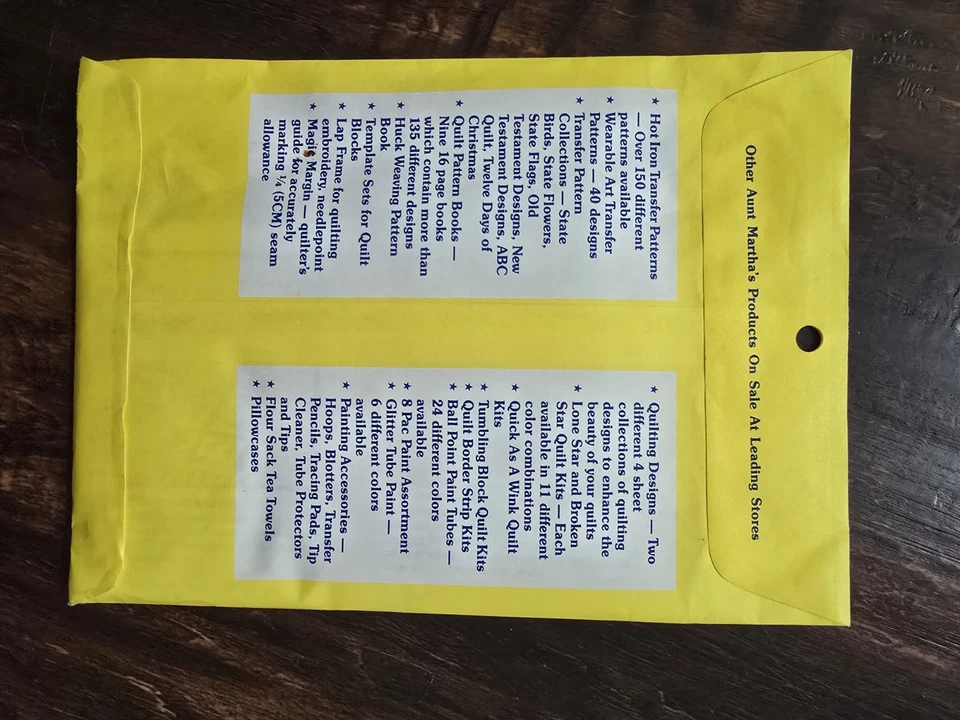 Other Aunt Martha's Products On Sale At Leading Stores
★ Hot Iron Transfer Patterns
— Over 150 different
patterns available
★ Wearable Art Transfer
Patterns — 40 designs
★ Transfer Pattern
Collections — State
Birds, State Flowers,
State Flags, Old
Testament Designs, New
Testament Designs, ABC
Quilt, Twelve Days of
Christmas
★ Quilt Pattern Books —
Nine 16 page books
which contain more than
135 different designs
★ Huck Weaving Pattern
Book
★ Template Sets for Quilt
Blocks
★ Lap Frame for quilting
embroidery, needlepoint
★ Magic Margin — quilter's
guide for accurately
marking ¼ (5CM) seam
allowance
★ Quilting Designs — Two
different 4 sheet
collections of quilting
designs to enhance the
beauty of your quilts
★ Lone Star and Broken
Star Quilt Kits — Each
available in 11 different
color combinations
★ Quick As A Wink Quilt
Kits
★ Tumbling Block Quilt Kits
★ Quilt Border Strip Kits
★ Ball Point Paint Tubes —
24 different colors
available
★ 8 Pac Paint Assortment
★ Glitter Tube Paint —
6 different colors
available
★ Painting Accessories —
Hoops, Blotters, Transfer
Pencils, Tracing Pads, Tip
Cleaner, Tube Protectors
and Tips
★ Flour Sack Tea Towels
★ Pillowcases